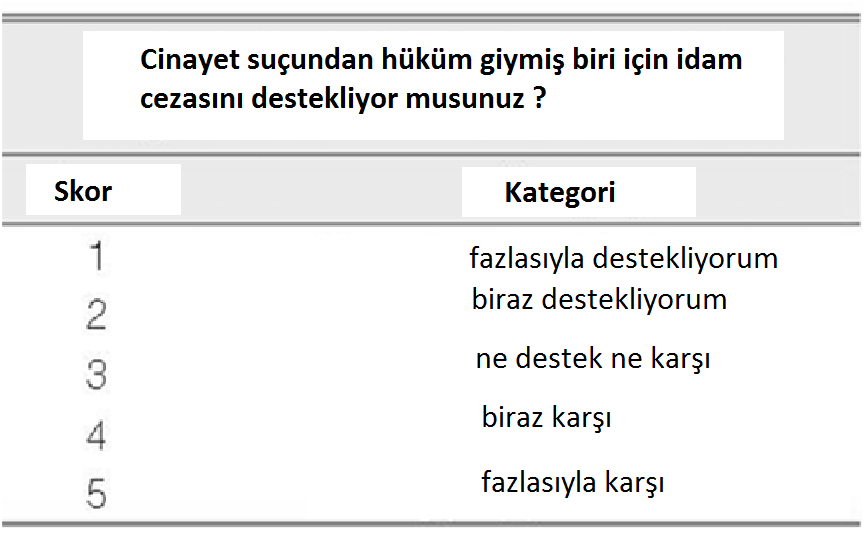 Cinayet suçundan hüküm giymiş biri için idam
cezasını destekliyor musunuz ?
Skor Kategori
1 fazlasıyla destekliyorum
2 biraz destekliyorum
3 ne destek ne karşı
4 biraz karşı
5 fazlasıyla karşı